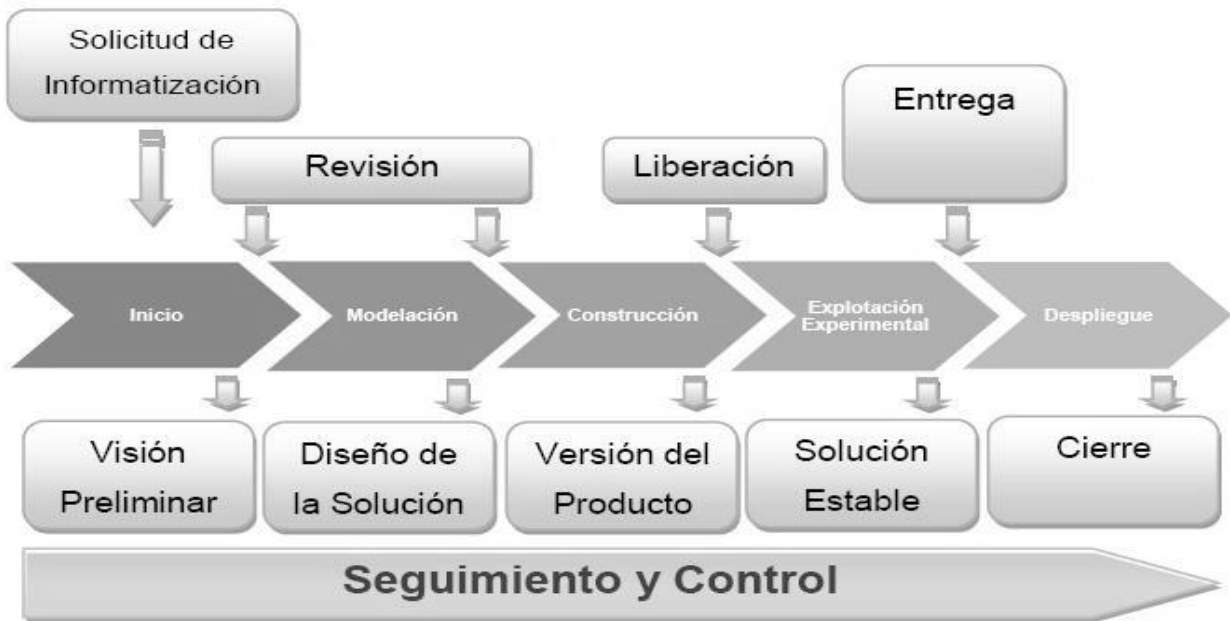 Solicitud de
Informatización
Revisión
Liberación
Entrega
Inicio
Modelación
Construcción
Explotación
Experimental
Despliegue
Visión
Preliminar
Diseño de
la Solución
Versión del
Producto
Solución
Estable
Cierre
Seguimiento y Control